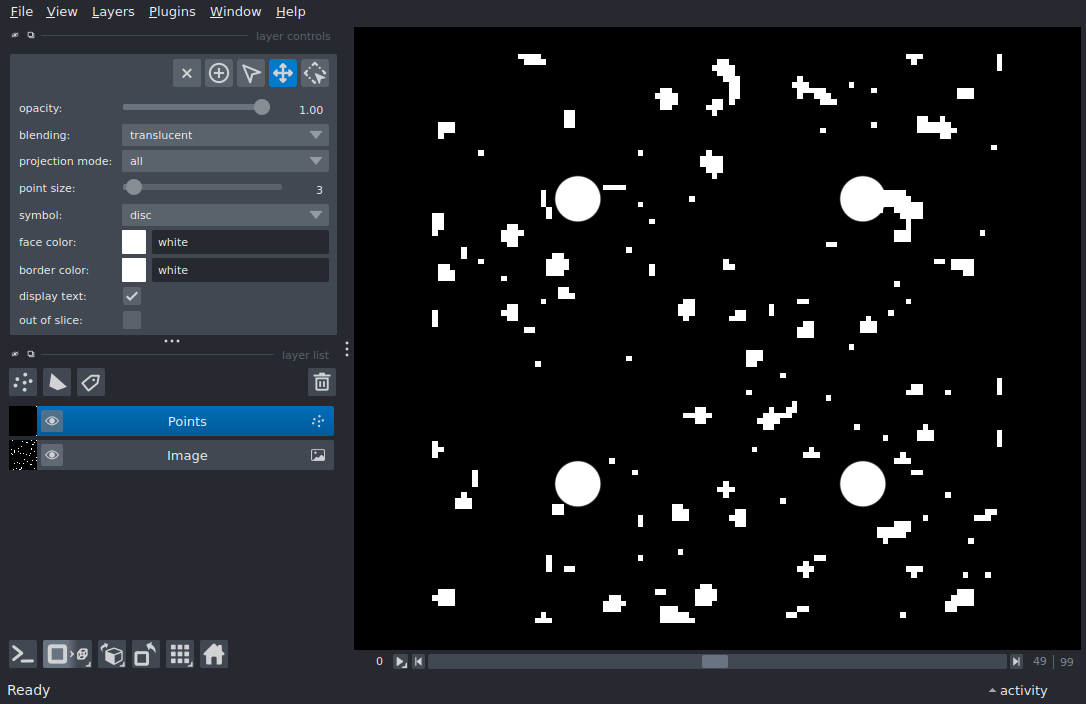 File View Layers Plugins Window Help
layer controls
opacity: 1.00
blending: translucent
projection mode: all
point size: 3
symbol: disc
face color: white
border color: white
display text:
out of slice:
layer list
Points
Image
0 49 99
Ready activity